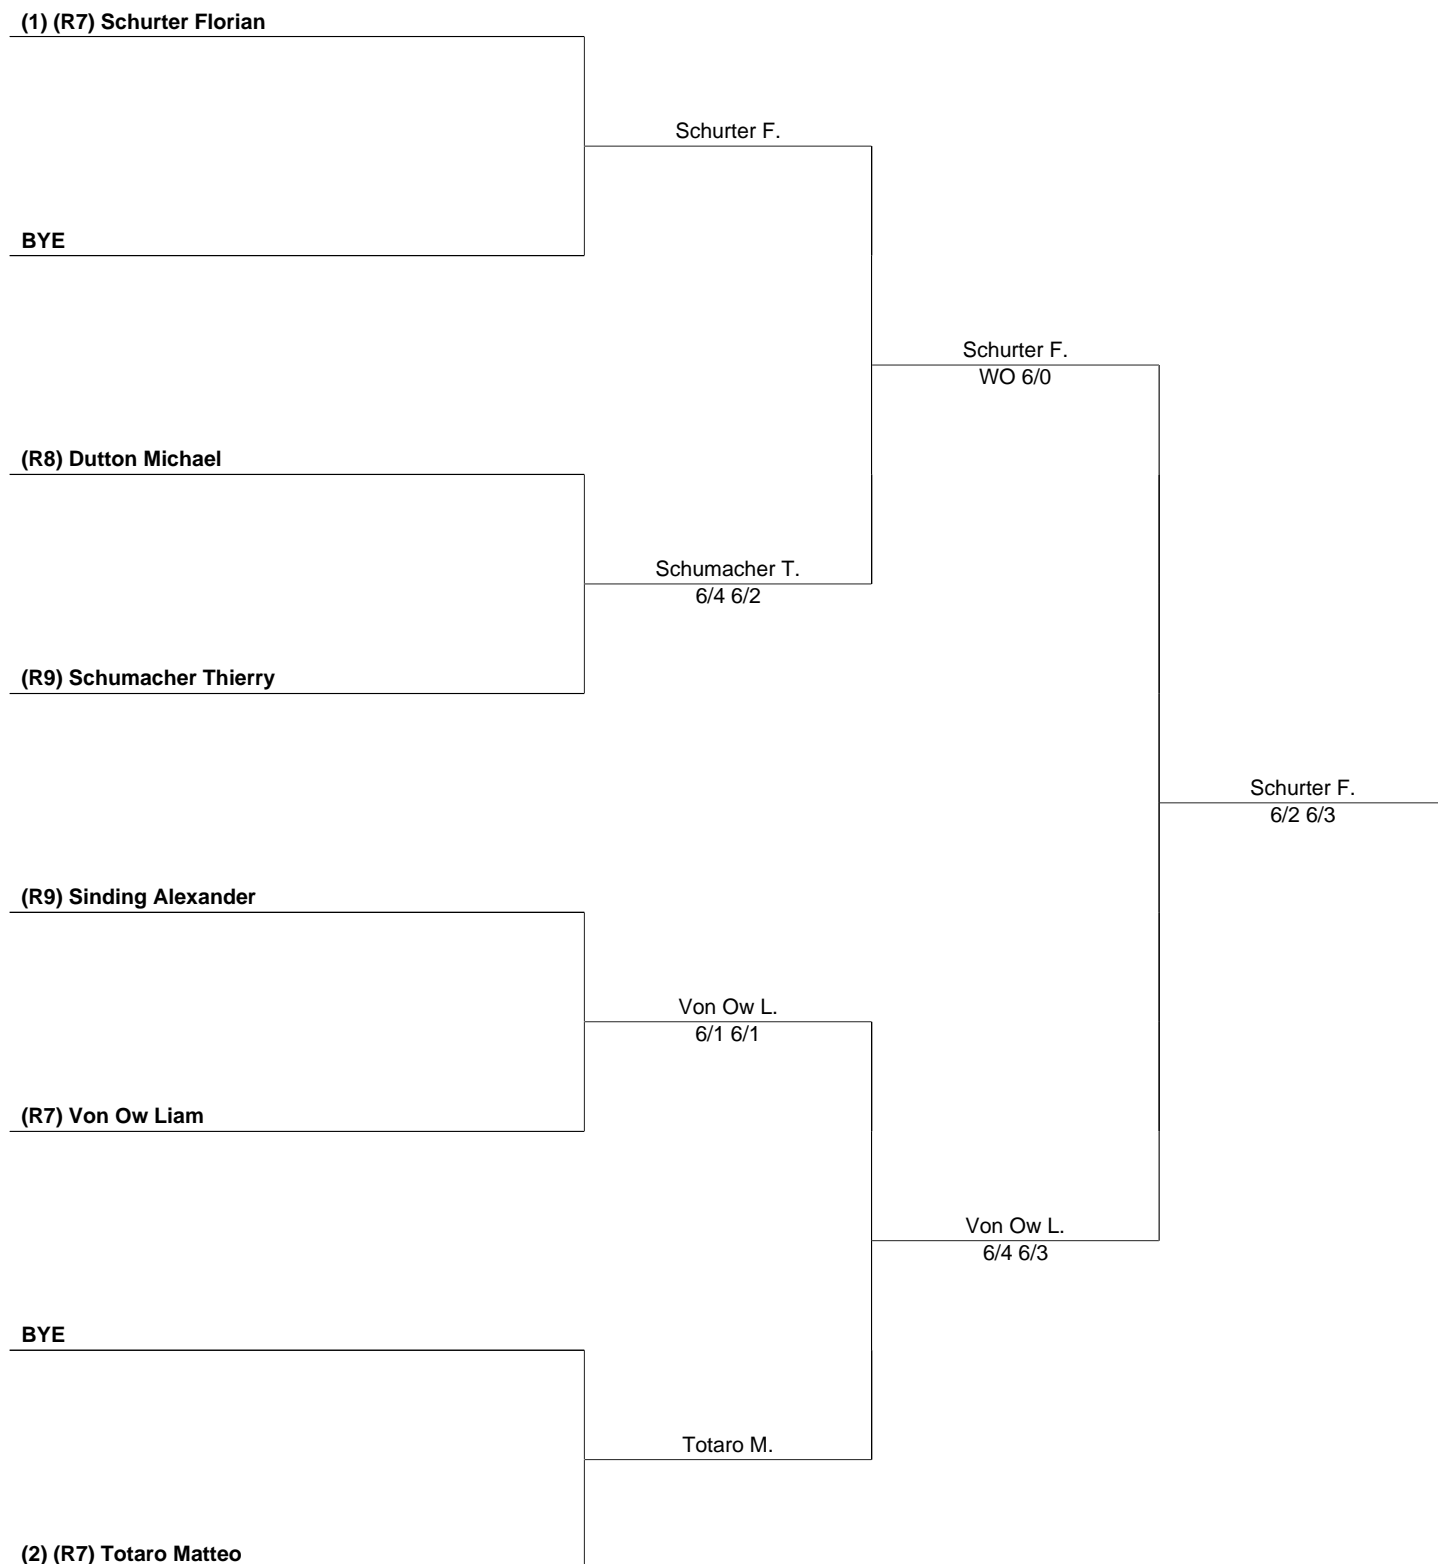 (1) (R7) Schurter Florian
Schurter F.
BYE
Schurter F.
WO 6/0
(R8) Dutton Michael
Schumacher T.
6/4 6/2
(R9) Schumacher Thierry
Schurter F.
6/2 6/3
(R9) Sinding Alexander
Von Ow L.
6/1 6/1
(R7) Von Ow Liam
Von Ow L.
6/4 6/3
BYE
Totaro M.
(2) (R7) Totaro Matteo